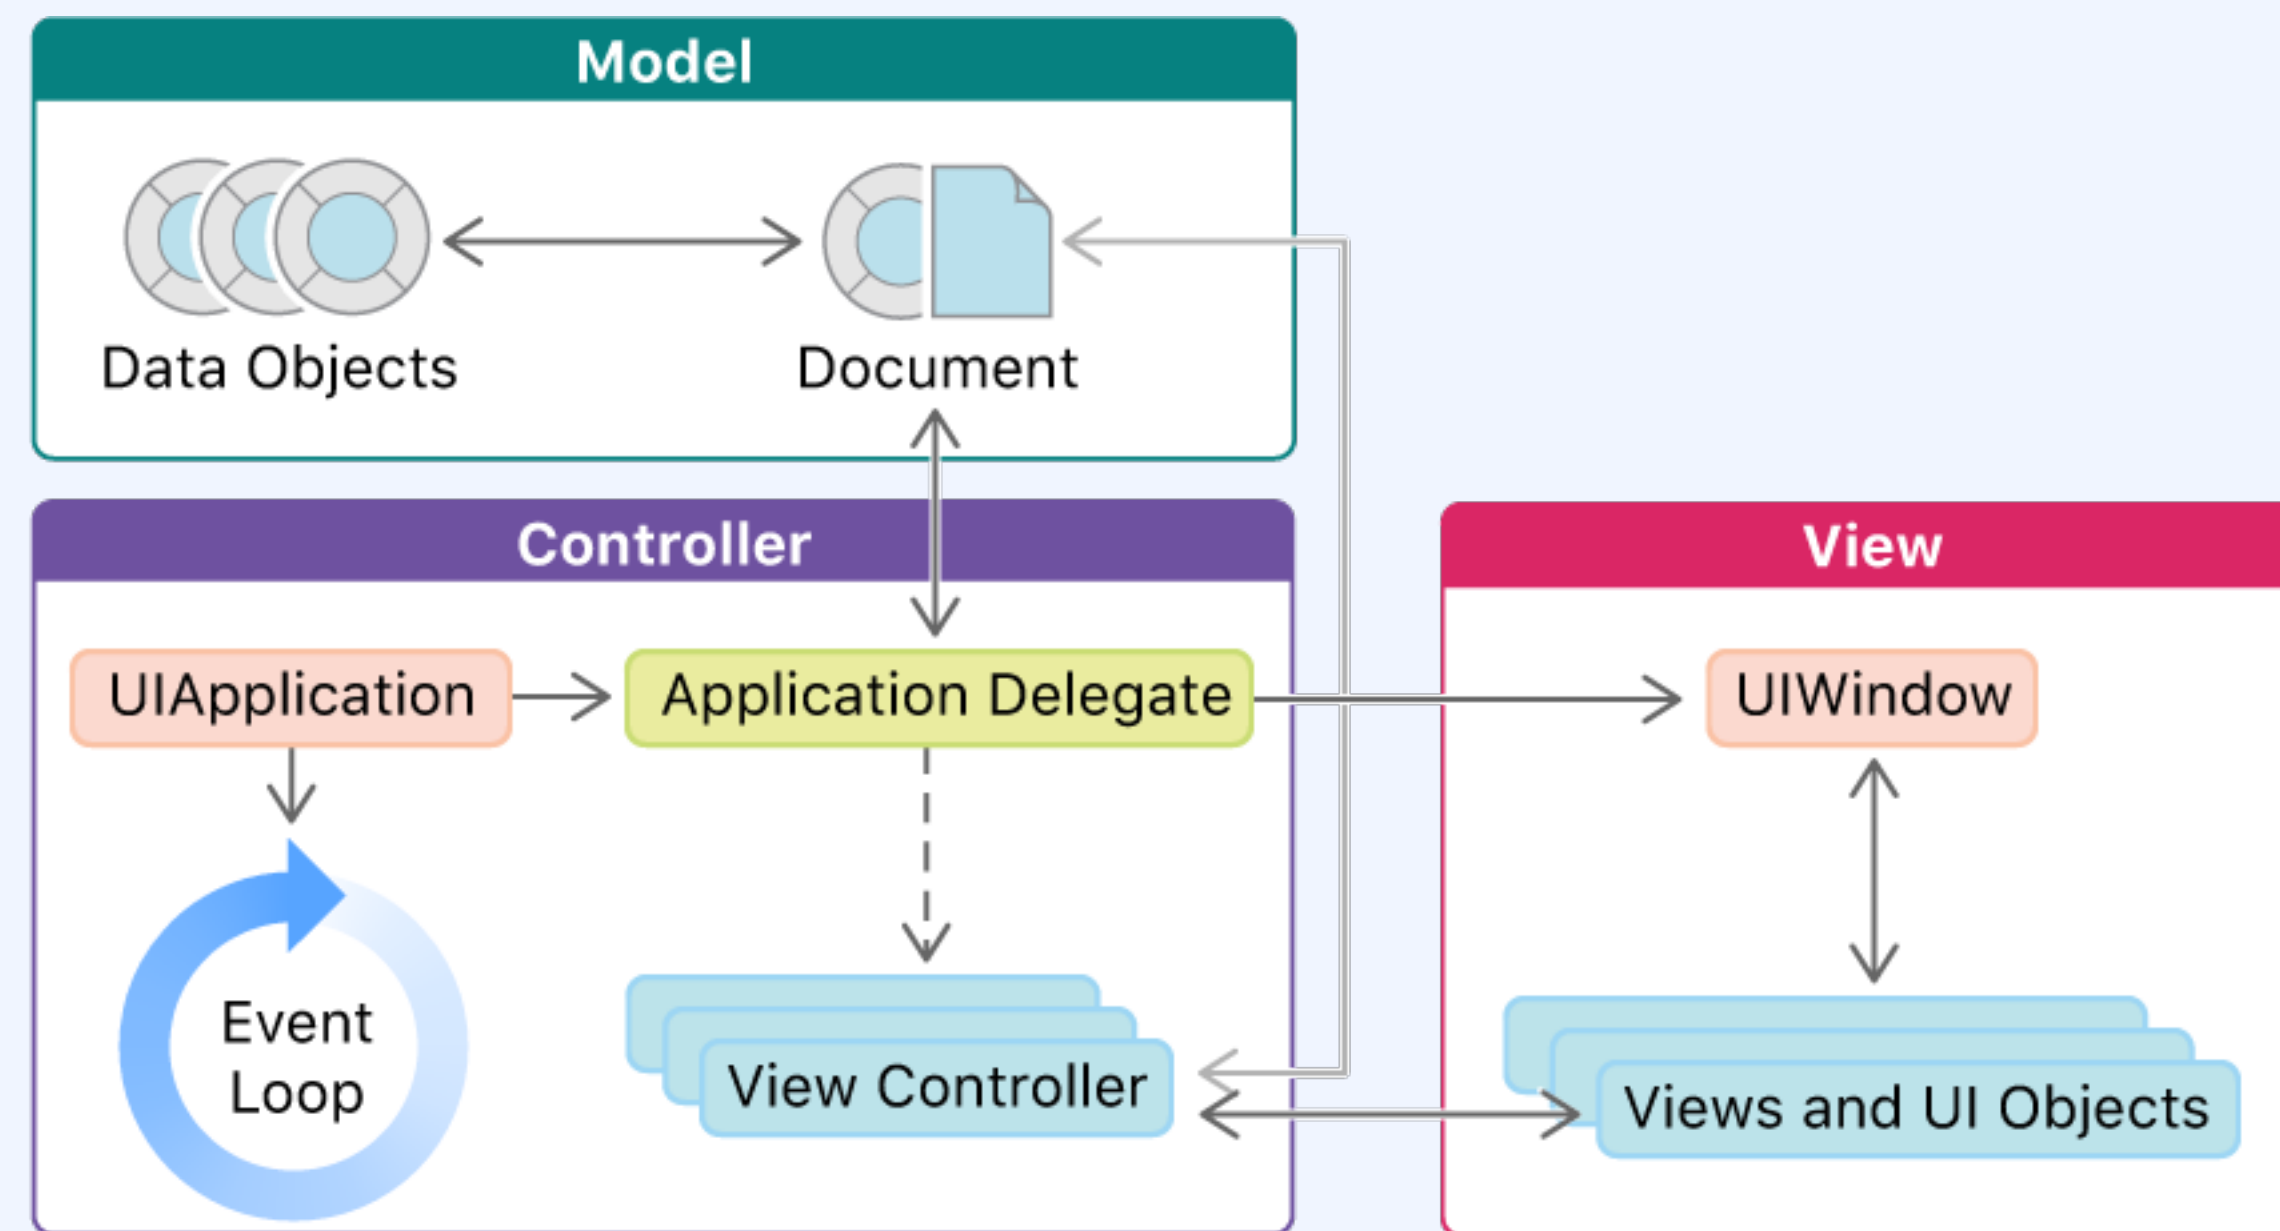 Model
Data Objects
Document
Controller
UIApplication
Application Delegate
Event
Loop
View Controller
View
UIWindow
Views and UI Objects